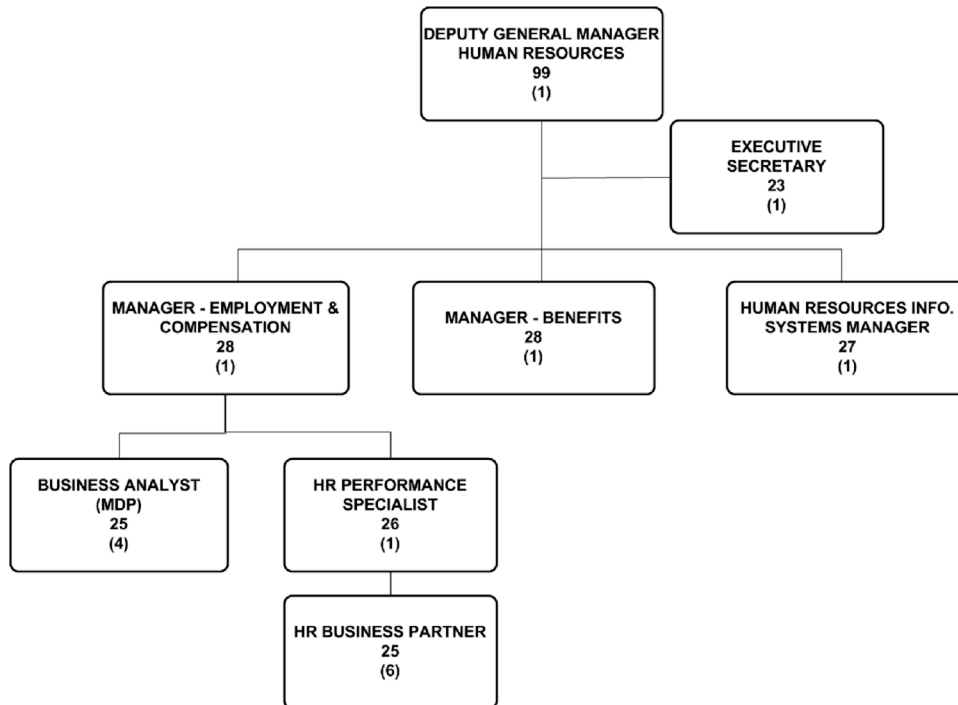 DEPUTY GENERAL MANAGER
HUMAN RESOURCES
99
(1)
EXECUTIVE
SECRETARY
23
(1)
MANAGER - EMPLOYMENT &
COMPENSATION
28
(1)
MANAGER - BENEFITS
28
(1)
HUMAN RESOURCES INFO.
SYSTEMS MANAGER
27
(1)
BUSINESS ANALYST
(MDP)
25
(4)
HR PERFORMANCE
SPECIALIST
26
(1)
HR BUSINESS PARTNER
25
(6)